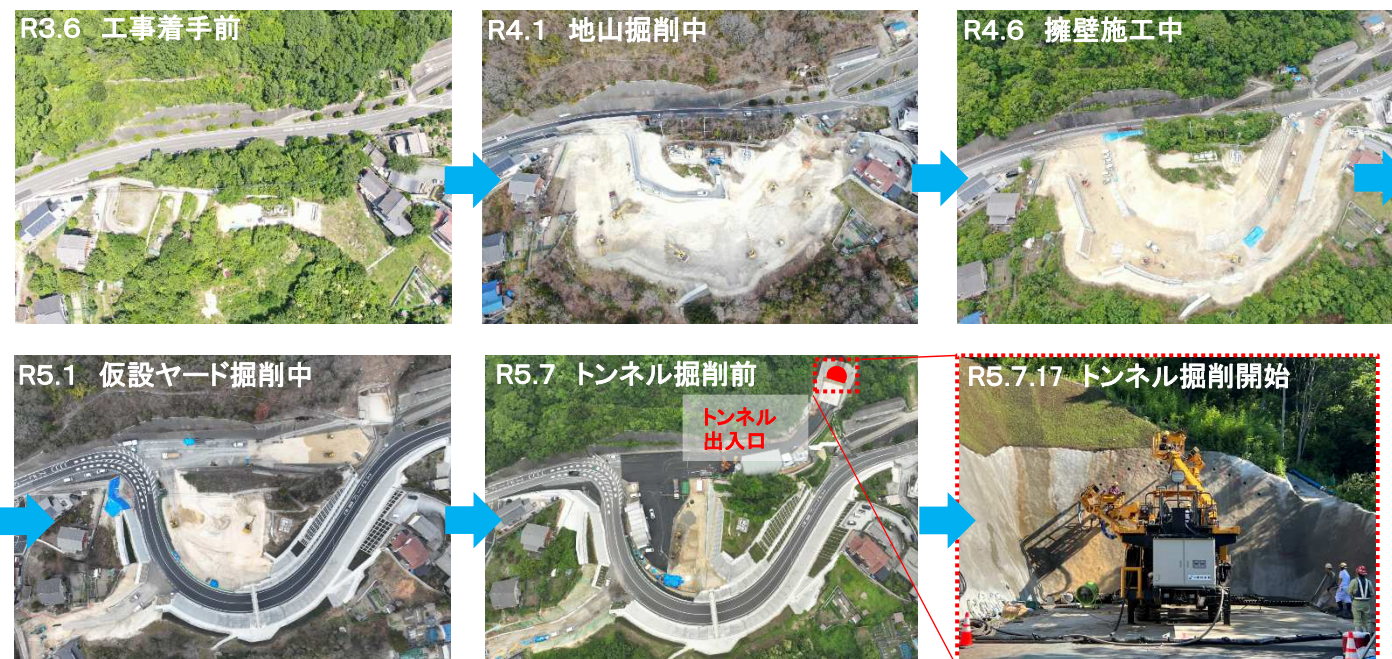 R3.6 工事着手前
R4.1 地山掘削中
R4.6 擁壁施工中
R5.1 仮設ヤード掘削中
R5.7 トンネル掘削前
トンネル
出入口
R5.7.17 トンネル掘削開始